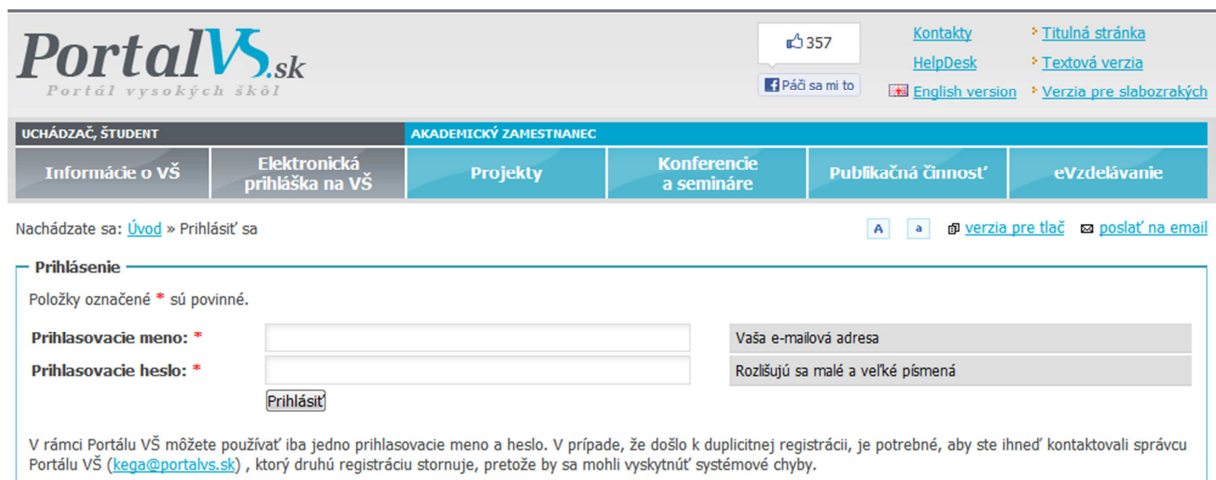 PortalVS.sk
Portál vysokých škôl
357
Páči sa mi to
Kontakty
HelpDesk
English version
Titulná stránka
Textová verzia
Verzia pre slabozrakých
UCHÁDZAČ, ŠTUDENT
AKADEMICKÝ ZAMESTNANEC
Informácie o VŠ
Elektronická
prihláška na VŠ
Projekty
Konferencie
a semináre
Publikačná činnosť
eVzdelávanie
Nachádzate sa: Úvod » Prihlásiť sa
A a verzia pre tlač poslať na email
Prihlásenie
Položky označené * sú povinné.
Prihlasovacie meno: * Vaša e-mailová adresa
Prihlasovacie heslo: * Rozlišujú sa malé a veľké písmená
Prihlásiť
V rámci Portálu VŠ môžete používať iba jedno prihlasovacie meno a heslo. V prípade, že došlo k duplicitnej registrácii, je potrebné, aby ste ihneď kontaktovali správcu
Portálu VŠ (kega@portalvs.sk) , ktorý druhú registráciu stornuje, pretože by sa mohli vyskytnúť systémové chyby.